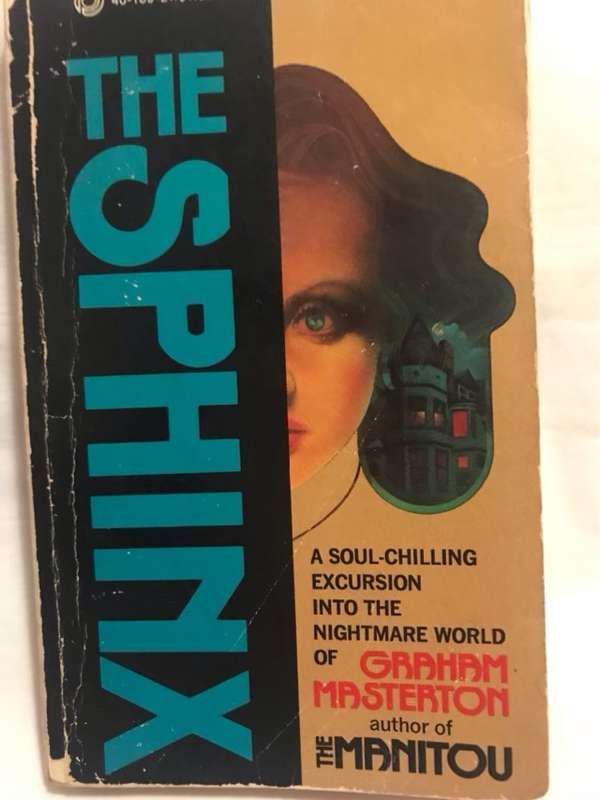 THE
SPHINX
A SOUL-CHILLING
EXCURSION
INTO THE
NIGHTMARE WORLD
OF GRAHAM
MASTERTON
author of
THE MANITOU